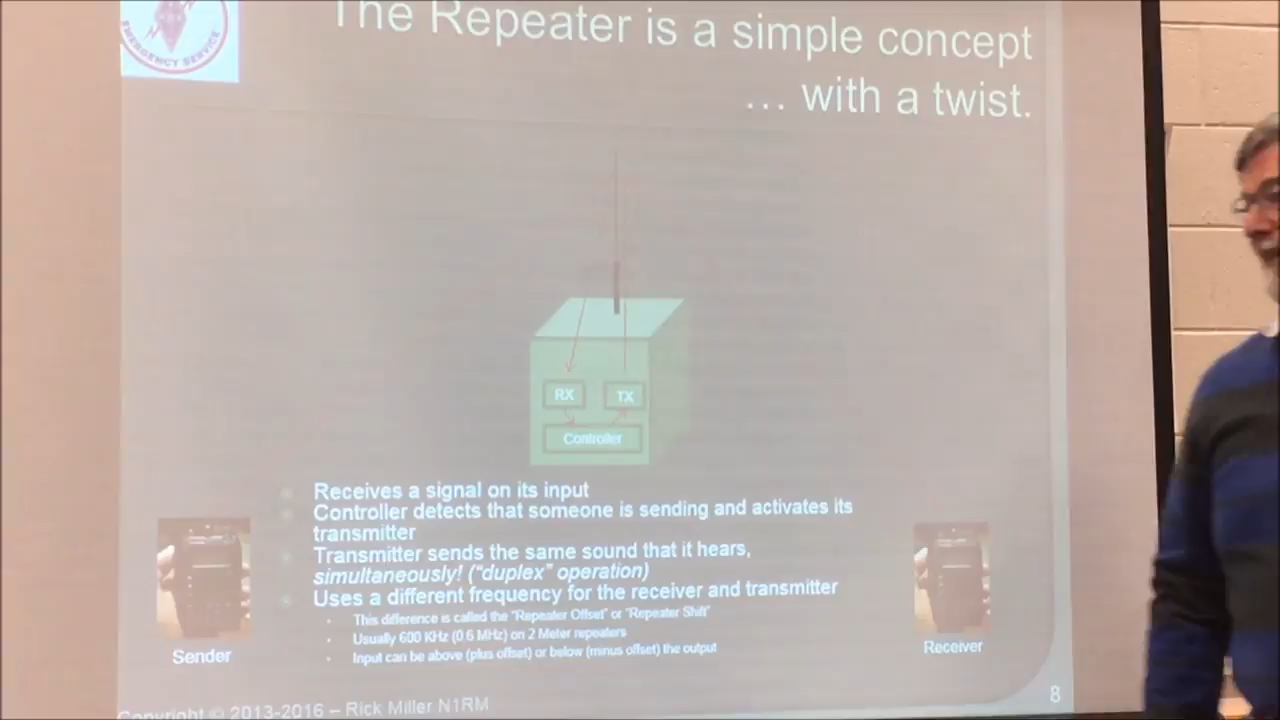 EMERGENCY SERVICE
The Repeater is a simple concept
... with a twist.
RX
TX
Controller
Receives a signal on its input
Controller detects that someone is sending and activates its
transmitter
Transmitter sends the same sound that it hears,
simultaneously! ("duplex" operation)
Uses a different frequency for the receiver and transmitter
This difference is called the "Repeater Offset" or "Repeater Shift"
Usually 600 KHz (0.6 MHz) on 2 Meter repeaters
Input can be above (plus offset) or below (minus offset) the output
Sender
Receiver
Copyright © 2013-2016 – Rick Miller N1RM
8